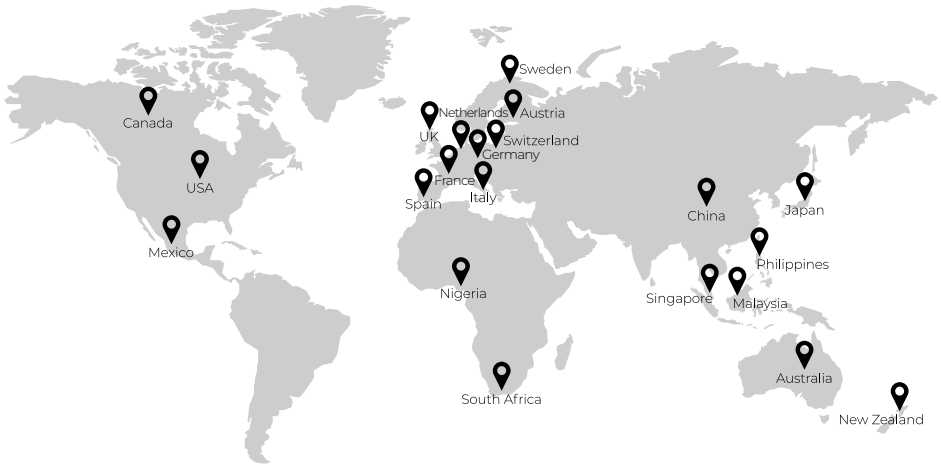 Sweden
Netherlands
Austria
Canada
UK
Switzerland
Germany
France
USA
Italy
Spain
China
Japan
Mexico
Philippines
Nigeria
Singapore
Malaysia
Australia
South Africa
New Zealand